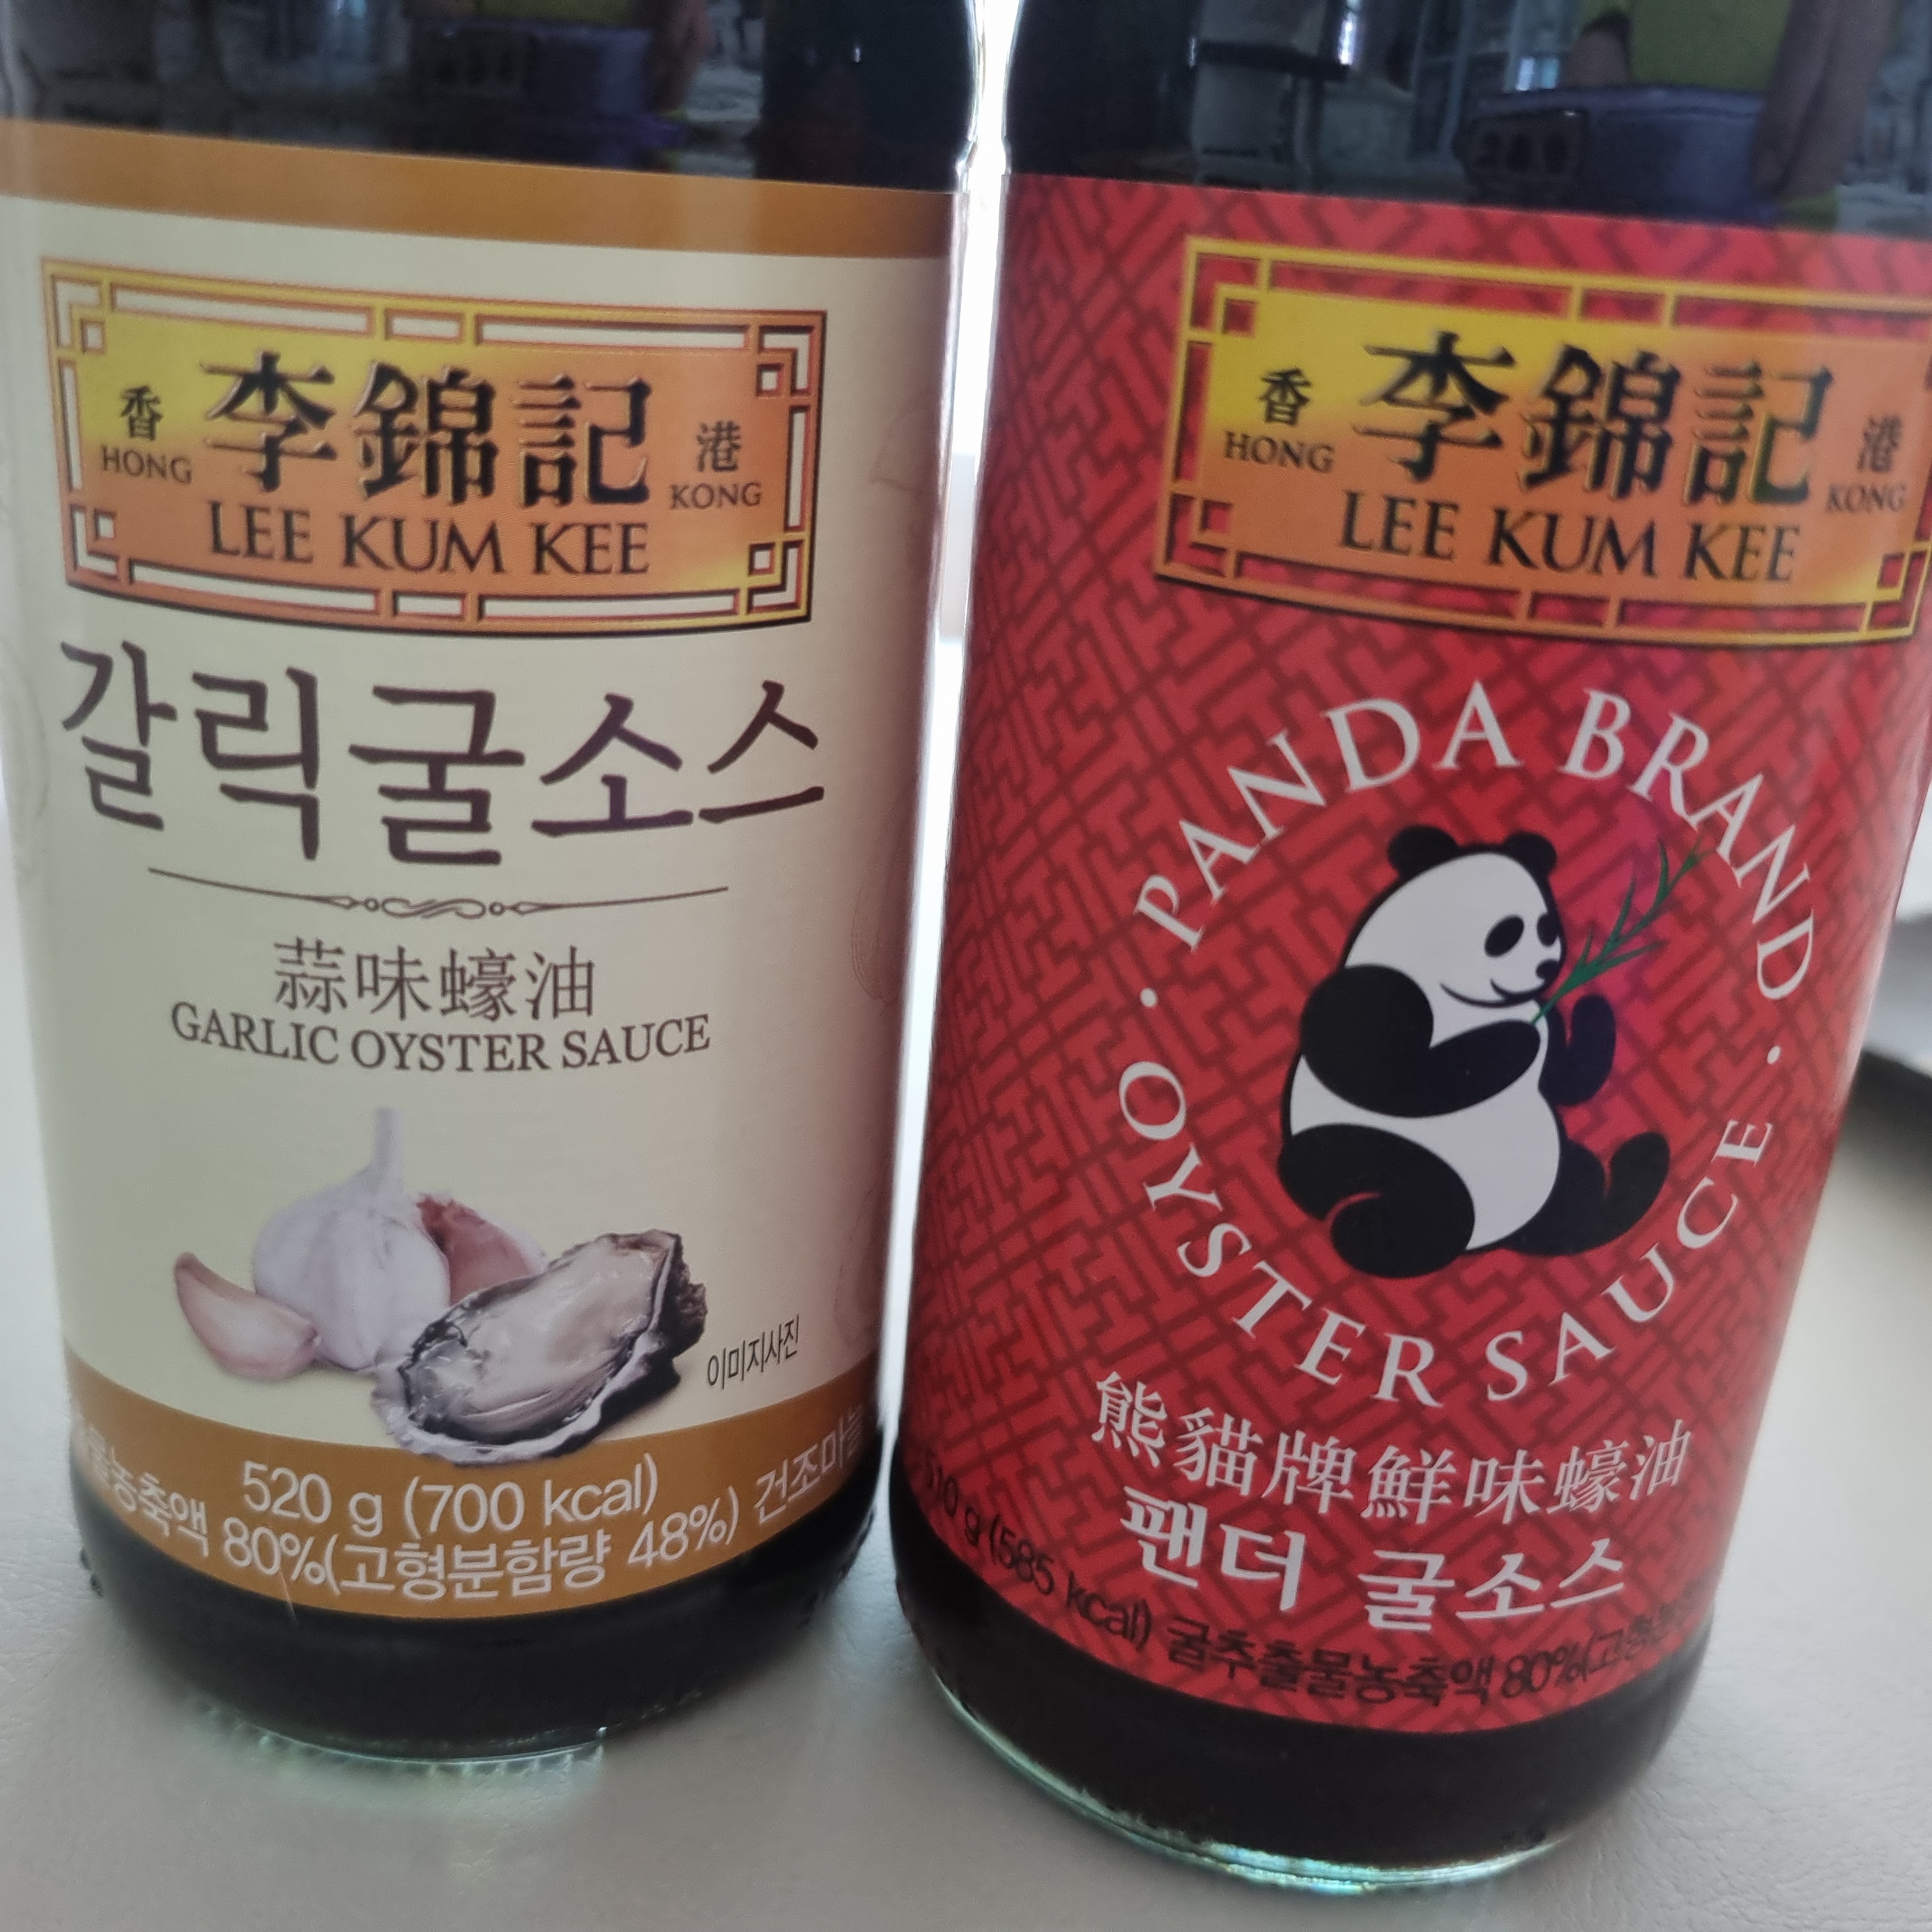 香 李錦記 港
HONG KONG
LEE KUM KEE
갈릭굴소스
蒜味蠔油
GARLIC OYSTER SAUCE
이미지사진
520 g (700 kcal)
물농축액 80%(고형분함량 48%) 건조마늘
香 李錦記 港
HONG KONG
LEE KUM KEE
PANDA BRAND
OYSTER SAUCE
熊貓牌鮮味蠔油
팬더 굴소스
g (585 kcal) 굴추출물농축액 80%